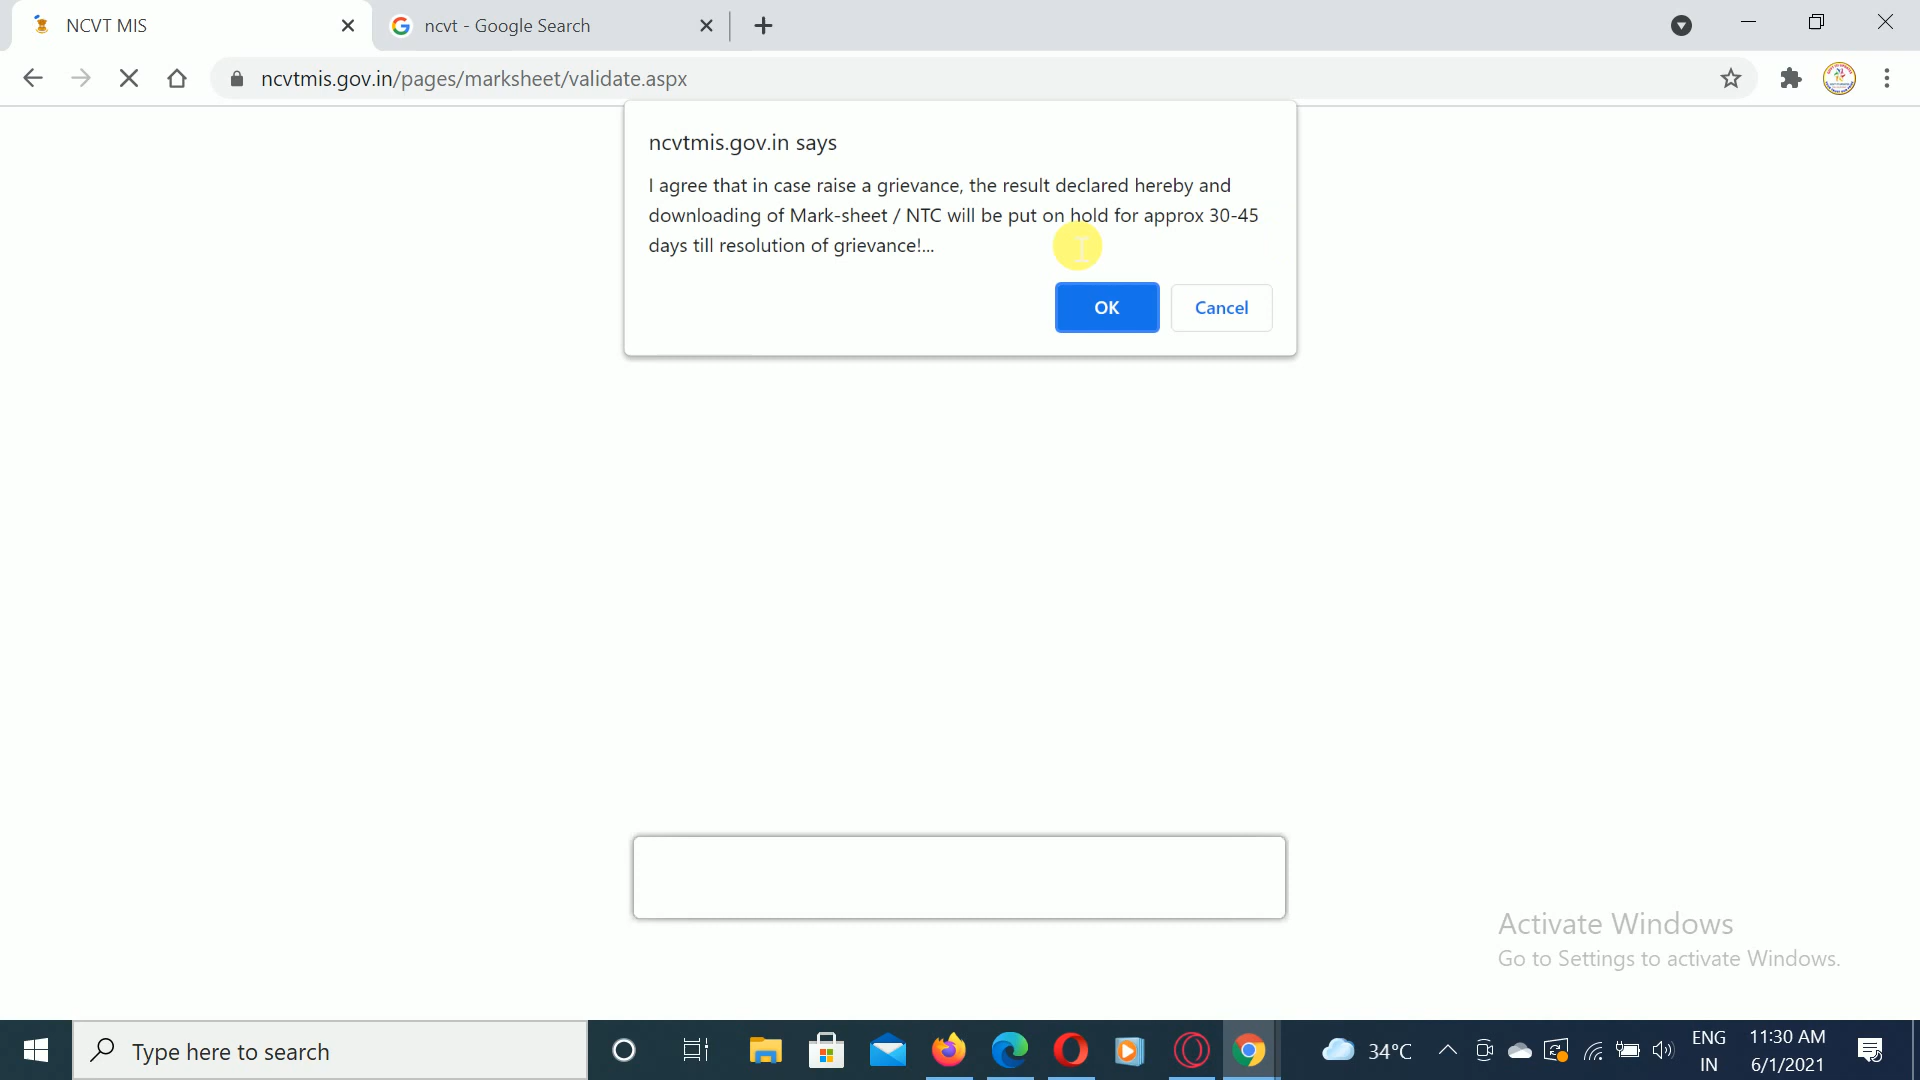 NCVT MIS
ncvt - Google Search
ncvtmis.gov.in/pages/marksheet/validate.aspx
ncvtmis.gov.in says
I agree that in case raise a grievance, the result declared hereby and
downloading of Mark-sheet / NTC will be put on hold for approx 30-45
days till resolution of grievance!...
OK
Cancel
Activate Windows
Go to Settings to activate Windows.
Type here to search
34°C
ENG
IN
11:30 AM
6/1/2021